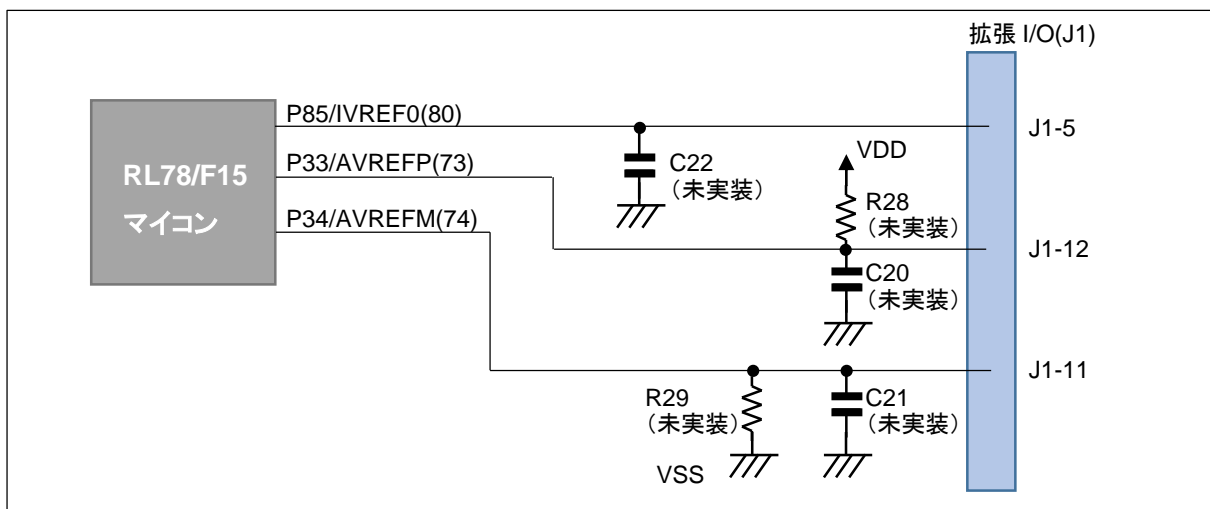 拡張 I/O(J1)
P85/IVREF0(80)
J1-5
RL78/F15
マイコン
P33/AVREFP(73)
C22
(未実装)
VDD
R28
(未実装)
P34/AVREFM(74)
J1-12
C20
(未実装)
J1-11
R29
(未実装)
C21
(未実装)
VSS